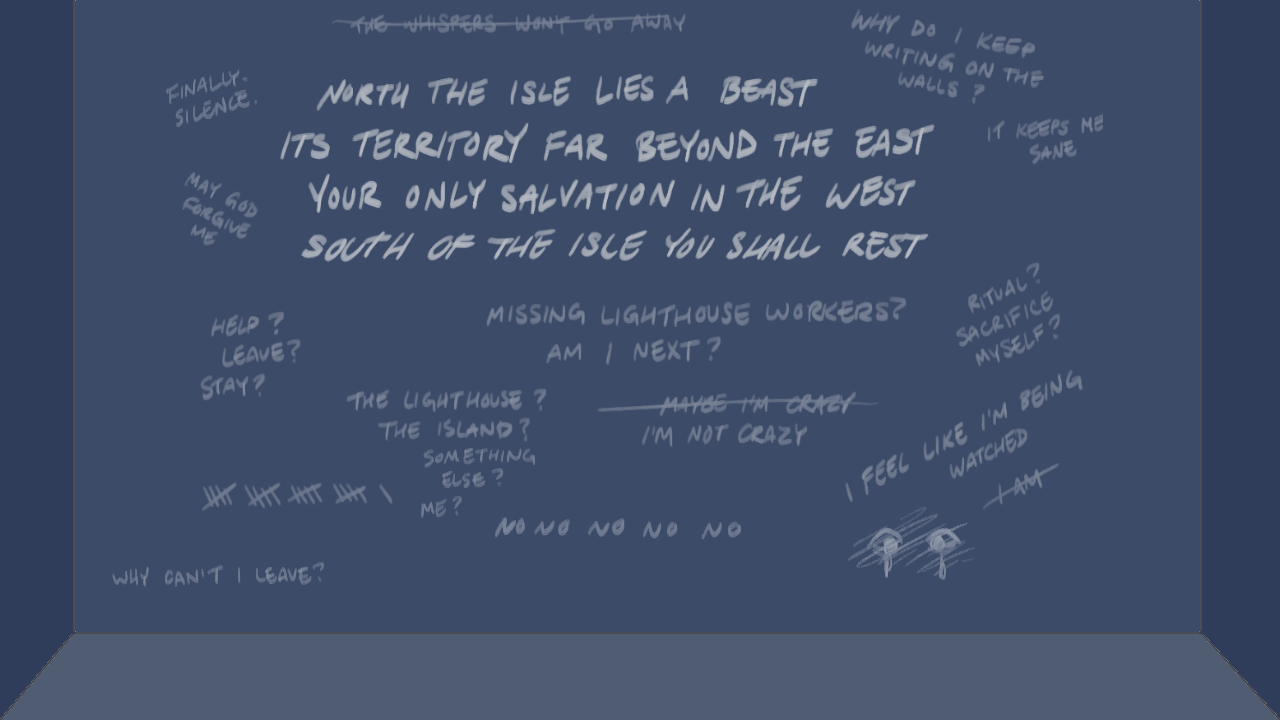 THE WHISPERS WON'T GO AWAY
WHY DO I KEEP
WRITING ON THE
WALLS?
FINALLY.
SILENCE.
NORTH THE ISLE LIES A BEAST
ITS TERRITORY FAR BEYOND THE EAST
YOUR ONLY SALVATION IN THE WEST
SOUTH OF THE ISLE YOU SHALL REST
IT KEEPS ME
SANE
MAY GOD
FORGIVE
ME
HELP?
LEAVE?
STAY?
MISSING LIGHTHOUSE WORKERS?
AM I NEXT?
RITUAL?
SACRIFICE
MYSELF?
THE LIGHTHOUSE?
THE ISLAND?
SOMETHING
ELSE?
ME?
MAYBE I'M CRAZY
I'M NOT CRAZY
I FEEL LIKE I'M BEING
WATCHED
I AM
NO NO NO NO NO
WHY CAN'T I LEAVE?